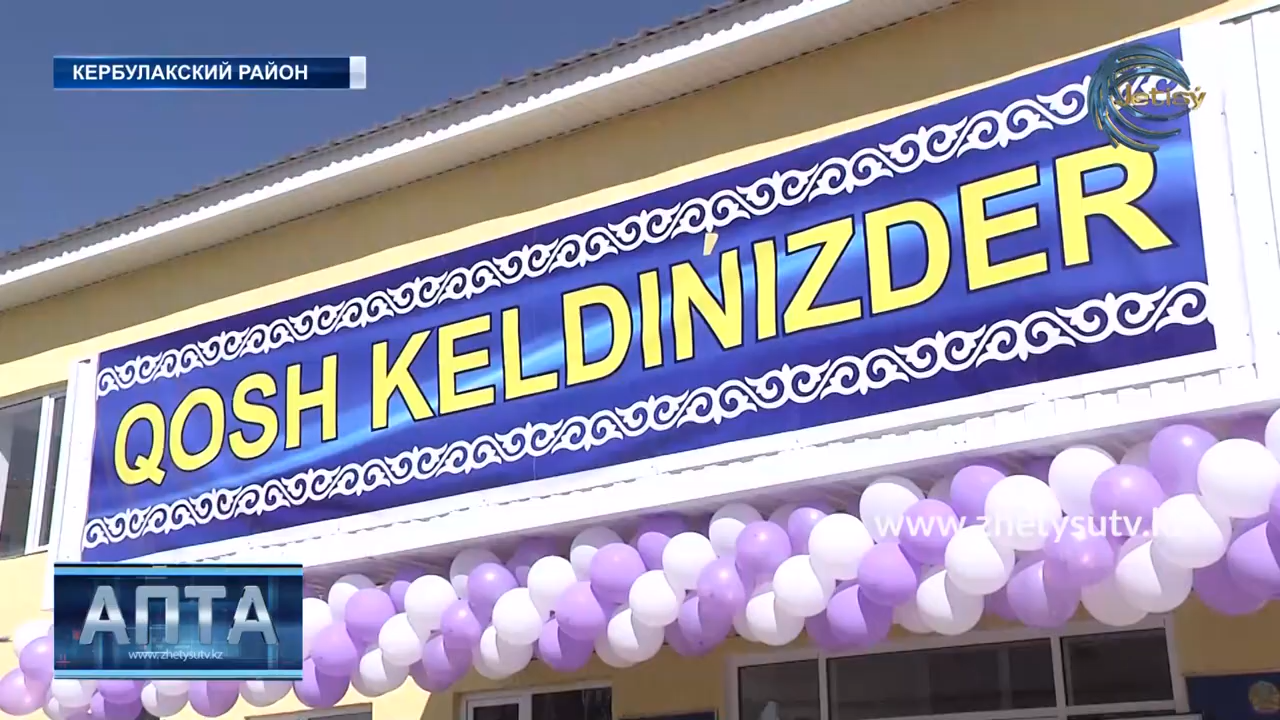 КЕРБУЛАКСКИЙ РАЙОН
Jetisý
QOSH KELDIŃIZDER
www.zhetysutv.kz
АПТА
www.zhetysutv.kz